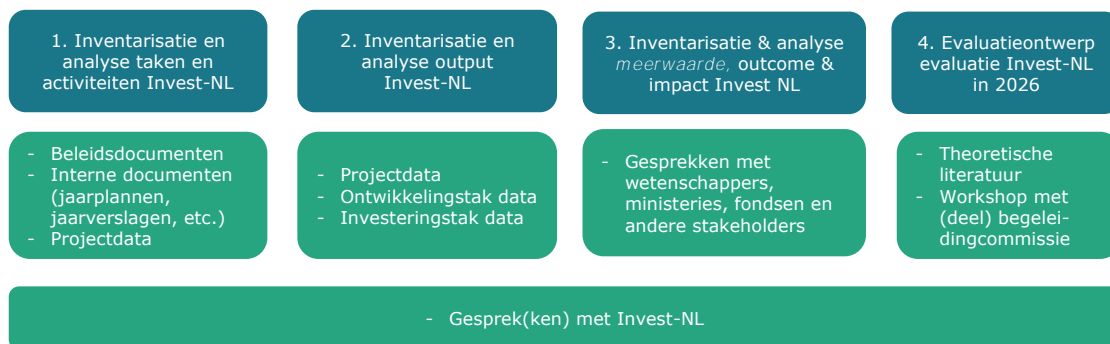 1. Inventarisatie en
analyse taken en
activiteiten Invest-NL
2. Inventarisatie en
analyse output
Invest-NL
3. Inventarisatie & analyse
meerwaarde, outcome &
impact Invest NL
4. Evaluatieontwerp
evaluatie Invest-NL
in 2026
- Beleidsdocumenten
- Interne documenten
(jaarplannen,
jaarverslagen, etc.)
- Projectdata
- Projectdata
- Ontwikkelingstak data
- Investeringstak data
- Gesprekken met
wetenschappers,
ministeries, fondsen en
andere stakeholders
- Theoretische
literatuur
- Workshop met
(deel) begelei-
dingcommissie
- Gesprek(ken) met Invest-NL